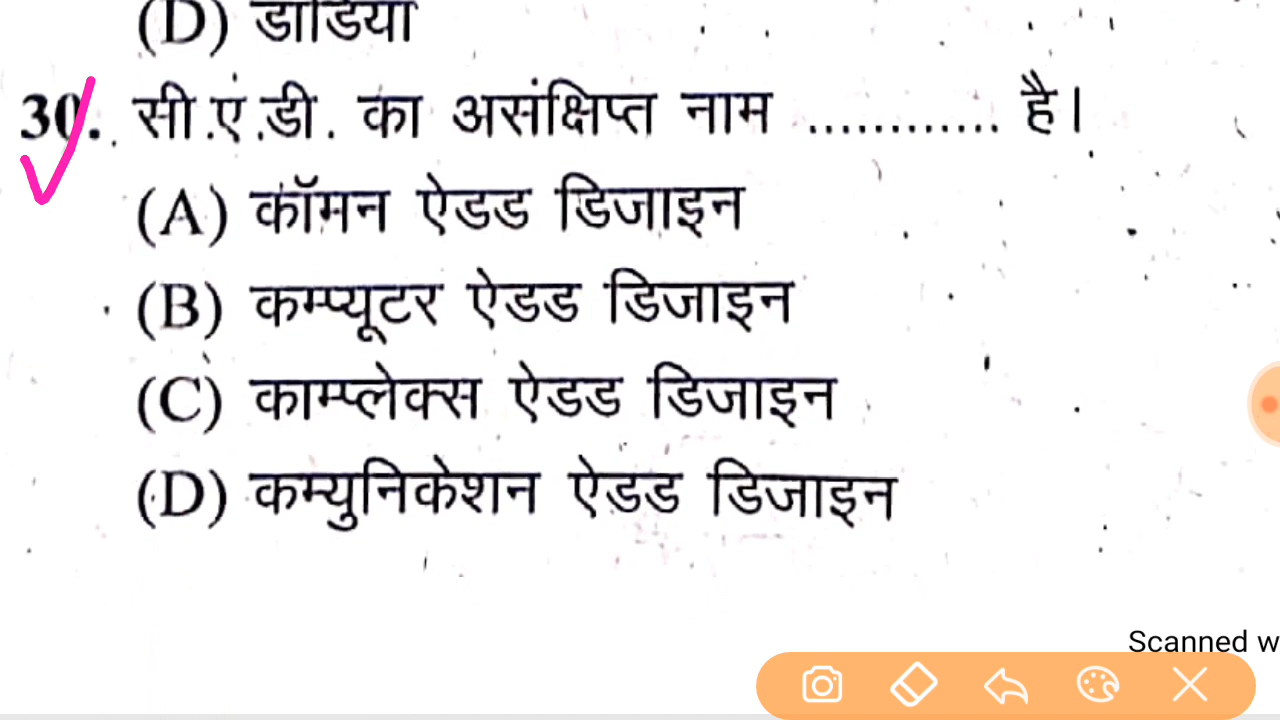 (D) डांडिया
30. सी.ए.डी. का असंक्षिप्त नाम ............ है।
(A) कॉमन ऐडड डिजाइन
(B) कम्प्यूटर ऐडड डिजाइन
(C) काम्प्लेक्स ऐडड डिजाइन
(D) कम्युनिकेशन ऐडड डिजाइन
Scanned w